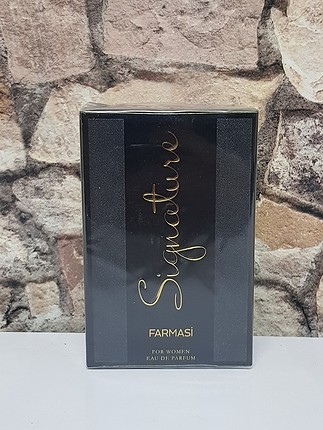 Signature
FARMASİ
FOR WOMEN
EAU DE PARFUM